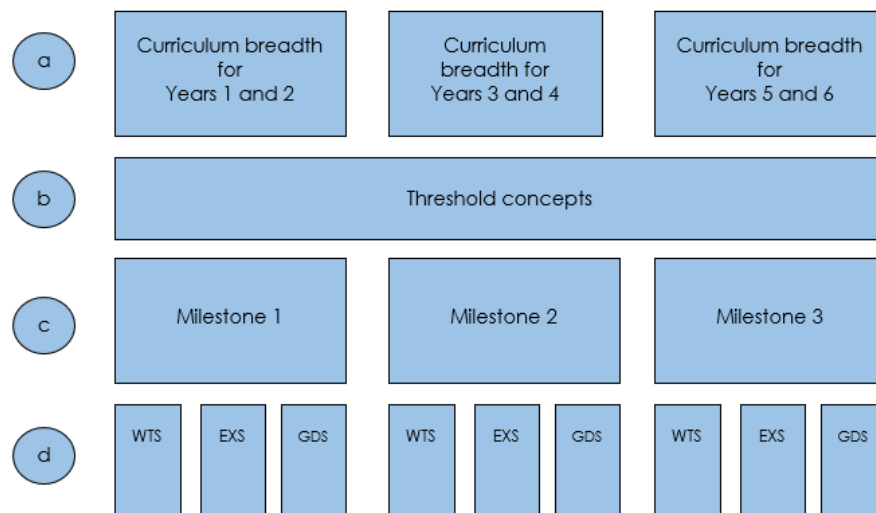 a
Curriculum breadth
for
Years 1 and 2
Curriculum
breadth for
Years 3 and 4
Curriculum breadth
for
Years 5 and 6
b
Threshold concepts
c
Milestone 1
Milestone 2
Milestone 3
d
WTS
EXS
GDS
WTS
EXS
GDS
WTS
EXS
GDS